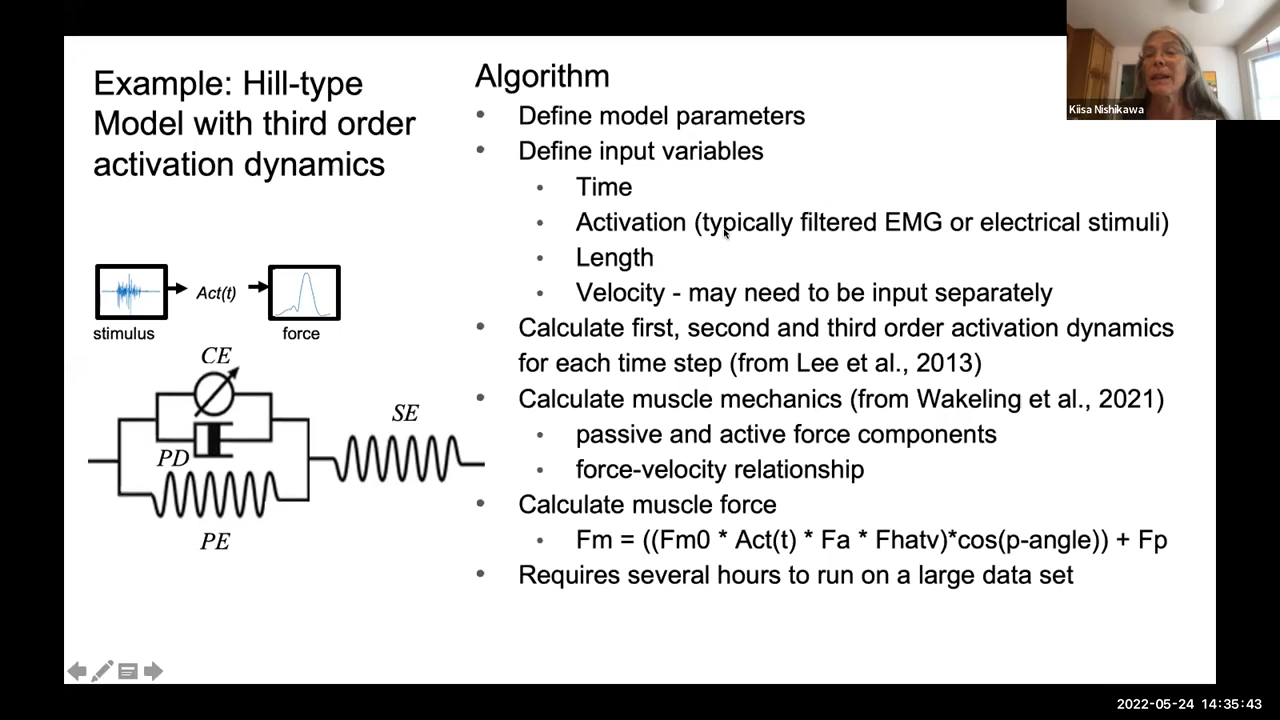 Example: Hill-type
Model with third order
activation dynamics
stimulus
Act(t)
force
CE
PD
PE
SE
Algorithm
• Define model parameters
• Define input variables
• Time
• Activation (typically filtered EMG or electrical stimuli)
• Length
• Velocity - may need to be input separately
• Calculate first, second and third order activation dynamics
for each time step (from Lee et al., 2013)
• Calculate muscle mechanics (from Wakeling et al., 2021)
• passive and active force components
• force-velocity relationship
• Calculate muscle force
• Fm = ((Fm0 * Act(t) * Fa * Fhatv)*cos(p-angle)) + Fp
• Requires several hours to run on a large data set
Kiisa Nishikawa
2022-05-24 14:35:43